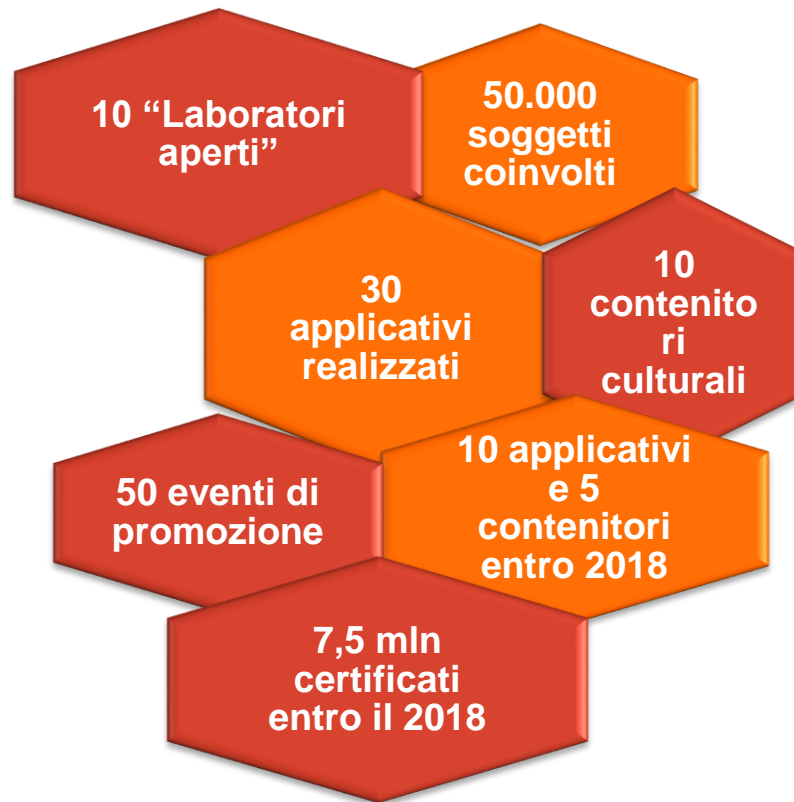 10 “Laboratori
aperti”
50.000
soggetti
coinvolti
30
applicativi
realizzati
10
contenito
ri
culturali
50 eventi di
promozione
10 applicativi
e 5
contenitori
entro 2018
7,5 mln
certificati
entro il 2018